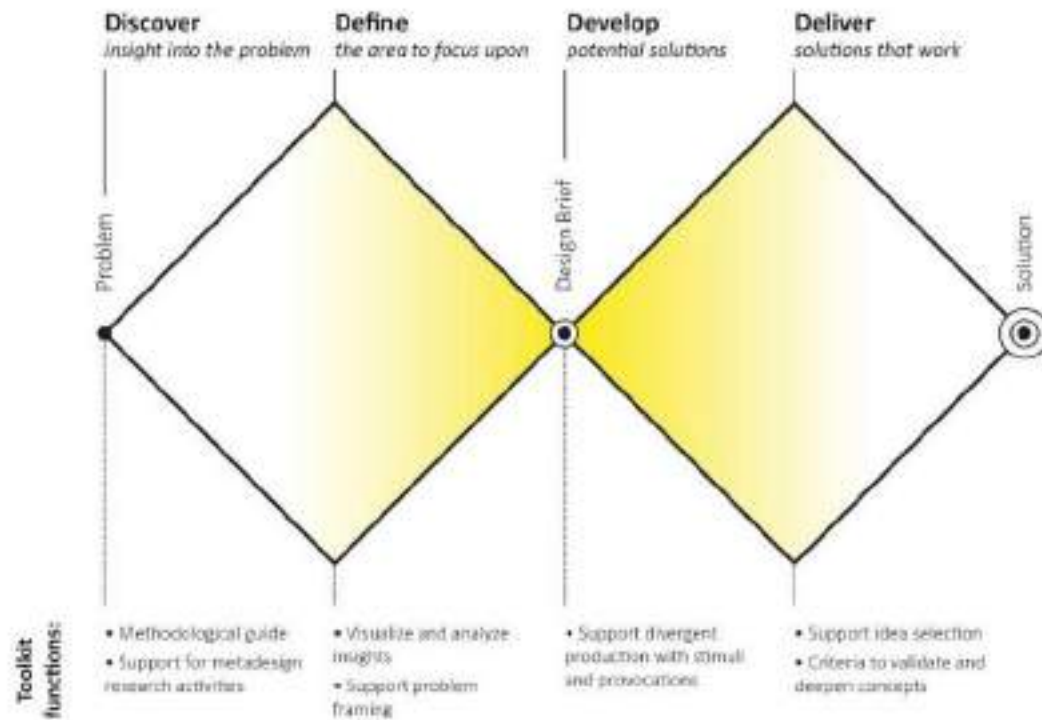 Discover
insight into the problem
Define
the area to focus upon
Develop
potential solutions
Deliver
solutions that work
Problem
Design Brief
Solution
Toolkit
functions:
• Methodological guide
• Support for metadesign
research activities
• Visualize and analyze
insights
• Support problem
framing
• Support divergent
production with stimuli
and provocations
• Support idea selection
• Criteria to validate and
deepen concepts